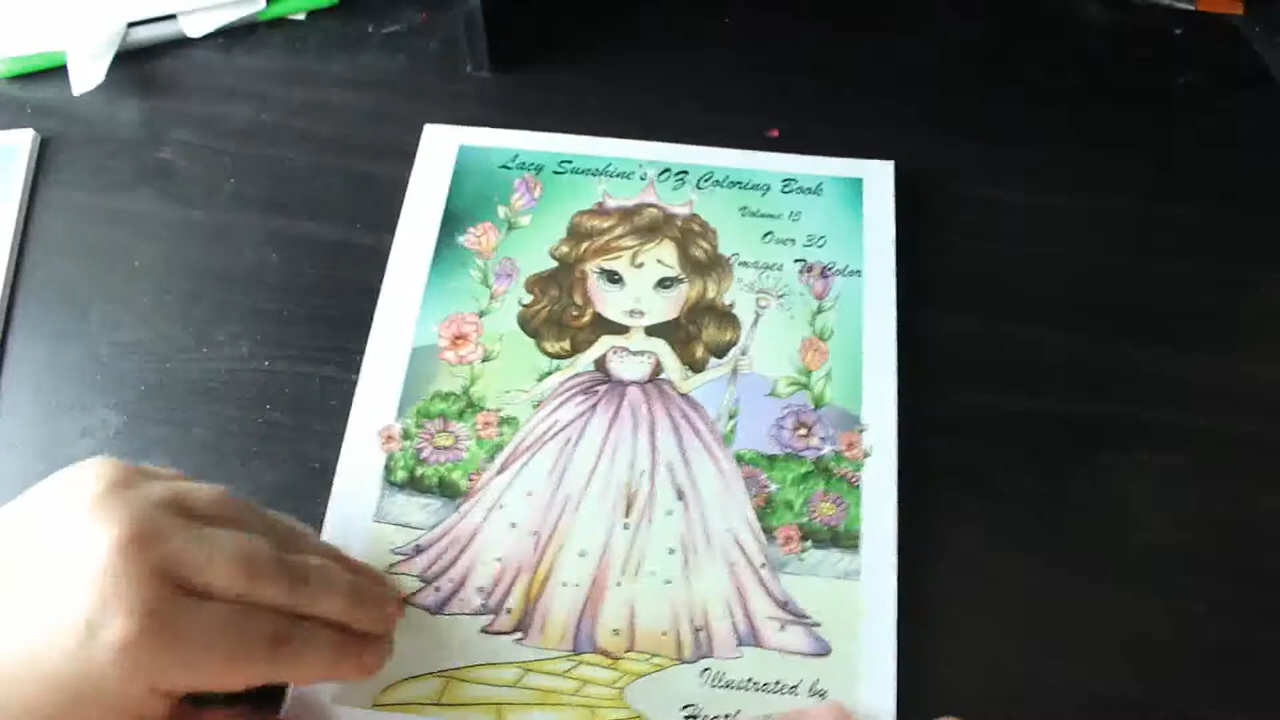 Lacy Sunshine's OZ Coloring Book
Volume 15
Over 30
Images To Color
Illustrated by